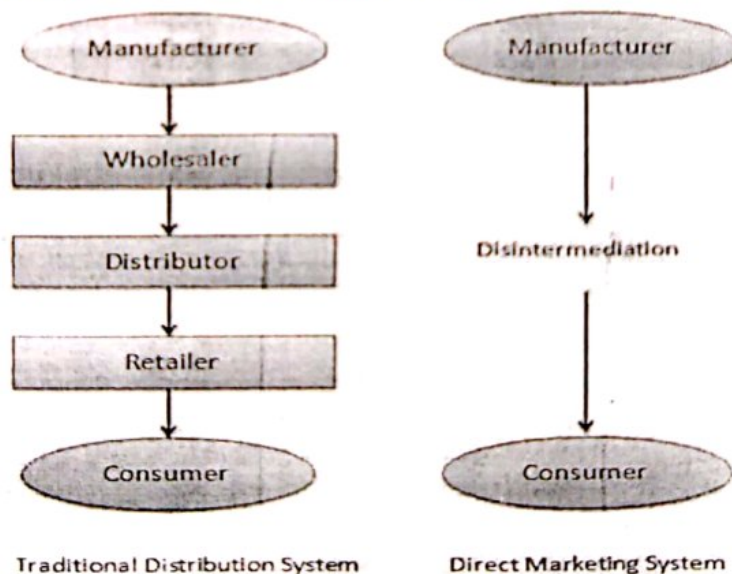 Manufacturer
Wholesaler
Distributor
Retailer
Consumer
Traditional Distribution System
Manufacturer
Disintermediation
Consumer
Direct Marketing System